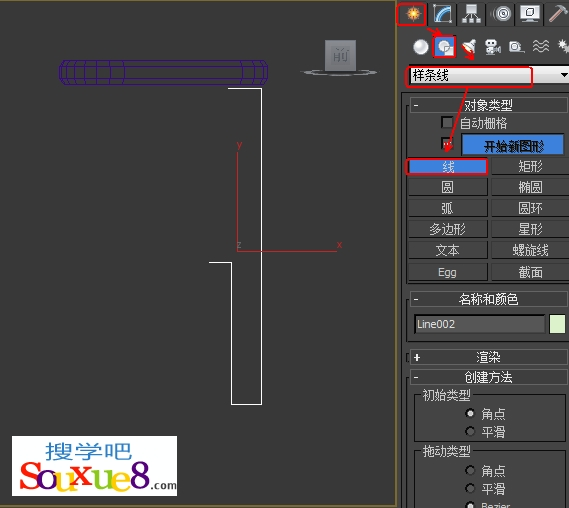 样条线
对象类型
自动栅格
开始新图形
线
矩形
圆
椭圆
弧
圆环
多边形
星形
文本
螺旋线
Egg
截面
名称和颜色
Line002
渲染
创建方法
初始类型
角点
平滑
拖动类型
角点
平滑
Bezier
y
z
x
搜学吧
Souxue8.com